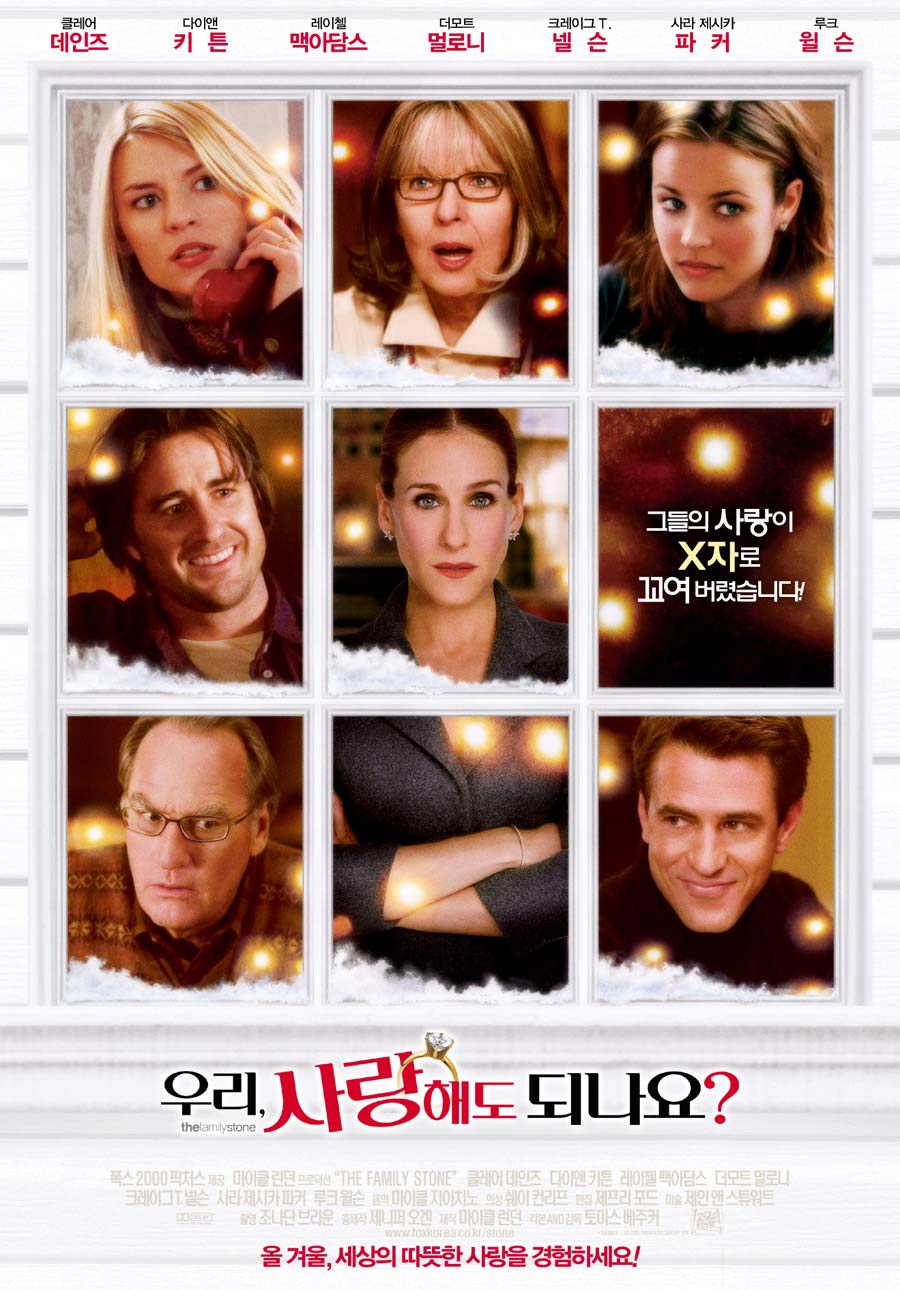 클레어 다이앤 레이첼 더모트 크레이그 T. 사라 제시카 루크
데인즈 키튼 맥아담스 멀로니 넬슨 파커 윌슨
그들의 사랑이
X자로
꼬여 버렸습니다!
우리, 사랑해도 되나요?
thefamilystone
폭스 2000 픽처스 제공 마이클 런던 프로덕션 "THE FAMILY STONE" 클레어 데인즈 다이앤 키튼 레이첼 맥아담스 더모트 멀로니
크레이그 T. 넬슨 사라 제시카 파커 루크 윌슨 음악 마이클 지아치노 의상 쉐이 컨리프 편집 제프리 포드 미술 제인 앤 스튜워트
촬영 조나단 브라운 총제작 제니퍼 오겐 제작 마이클 런던 각본 AND 감독 토마스 베주커
www.foxkorea.co.kr/stone
올 겨울, 세상의 따뜻한 사랑을 경험하세요!